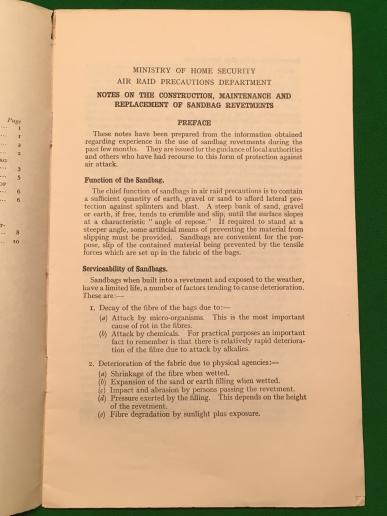 Page
1
1
2
2
AG
3
5
OF
6
6
T-
8
10
MINISTRY OF HOME SECURITY
AIR RAID PRECAUTIONS DEPARTMENT
NOTES ON THE CONSTRUCTION, MAINTENANCE AND
REPLACEMENT OF SANDBAG REVETMENTS
PREFACE
These notes have been prepared from the information obtained
regarding experience in the use of sandbag revetments during the
past few months. They are issued for the guidance of local authorities
and others who have had recourse to this form of protection against
air attack.
Function of the Sandbag.
The chief function of sandbags in air raid precautions is to contain
a sufficient quantity of earth, gravel or sand to afford lateral pro-
tection against splinters and blast. A steep bank of sand, gravel
or earth, if free, tends to crumble and slip, until the surface slopes
at a characteristic "angle of repose." If required to stand at a
steeper angle, some artificial means of preventing the material from
slipping must be provided. Sandbags are convenient for the pur-
pose, slip of the contained material being prevented by the tensile
forces which are set up in the fabric of the bags.
Serviceability of Sandbags.
Sandbags when built into a revetment and exposed to the weather,
have a limited life, a number of factors tending to cause deterioration.
These are:—
1. Decay of the fibre of the bags due to:—
(a) Attack by micro-organisms. This is the most important
cause of rot in the fibres.
(b) Attack by chemicals. For practical purposes an important
fact to remember is that there is relatively rapid deteriora-
tion of the fibre due to attack by alkalies.
2. Deterioration of the fabric due to physical agencies:—
(a) Shrinkage of the fibre when wetted.
(b) Expansion of the sand or earth filling when wetted.
(c) Impact and abrasion by persons passing the revetment.
(d) Pressure exerted by the filling. This depends on the height
of the revetment.
(e) Fibre degradation by sunlight plus exposure.